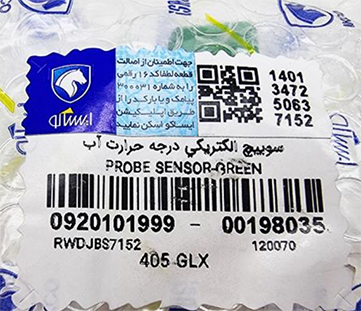 ایساکو
جهت اطمینان از اصالت
قطعه لطفا کد ۱۶ رقمی
را به شماره ۳۰۰۰۳۱
پیامک و یا بارکد را از
طریق اپلیکیشن
ایساکو اسکن نمایید
1401
3472
5063
7152
سوییچ الکتریکي درجه حرارت آب
PROBE SENSOR-GREEN
0920101999 - 00198035
RWDJBS7152 120070
405 GLX